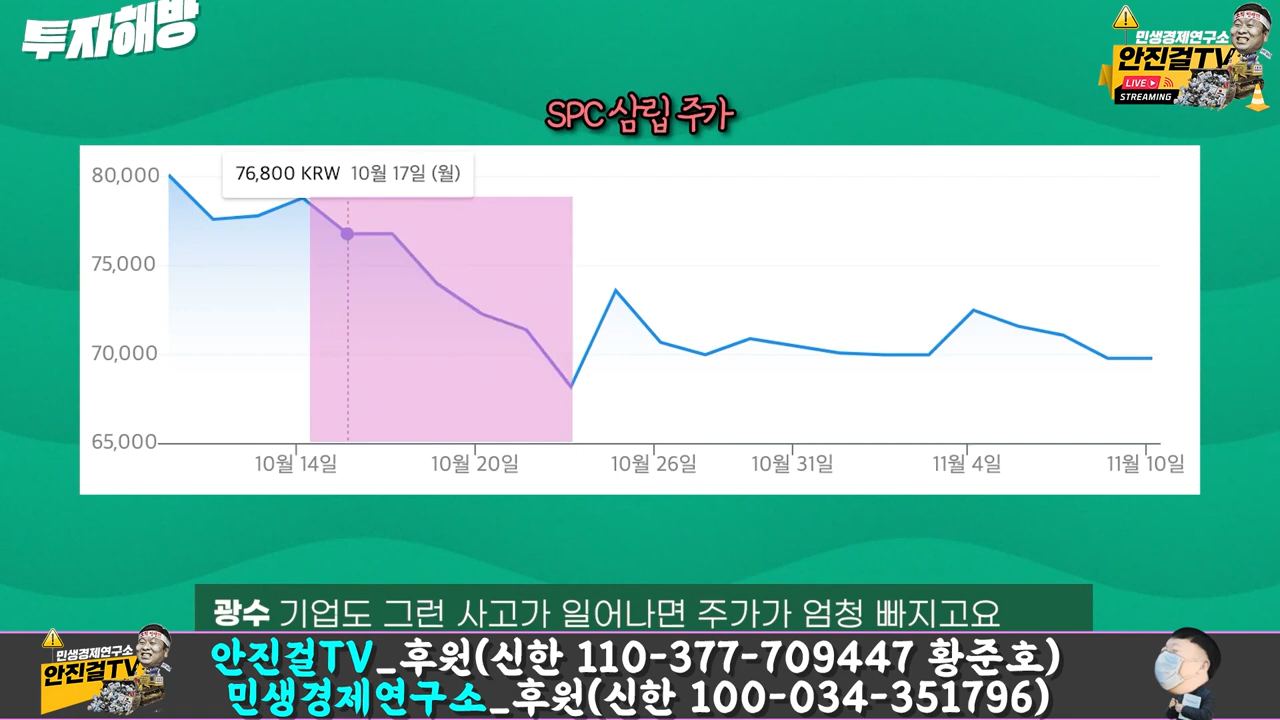 투자해방
민생경제연구소
안진걸TV
LIVE
STREAMING
SPC 삼립 주가
76,800 KRW 10월 17일 (월)
80,000
75,000
70,000
65,000
10월 14일
10월 20일
10월 26일
10월 31일
11월 4일
11월 10일
광수 기업도 그런 사고가 일어나면 주가가 엄청 빠지고요
민생경제연구소
안진걸TV
안진걸TV_후원(신한 110-377-709447 황준호)
민생경제연구소_후원(신한 100-034-351796)